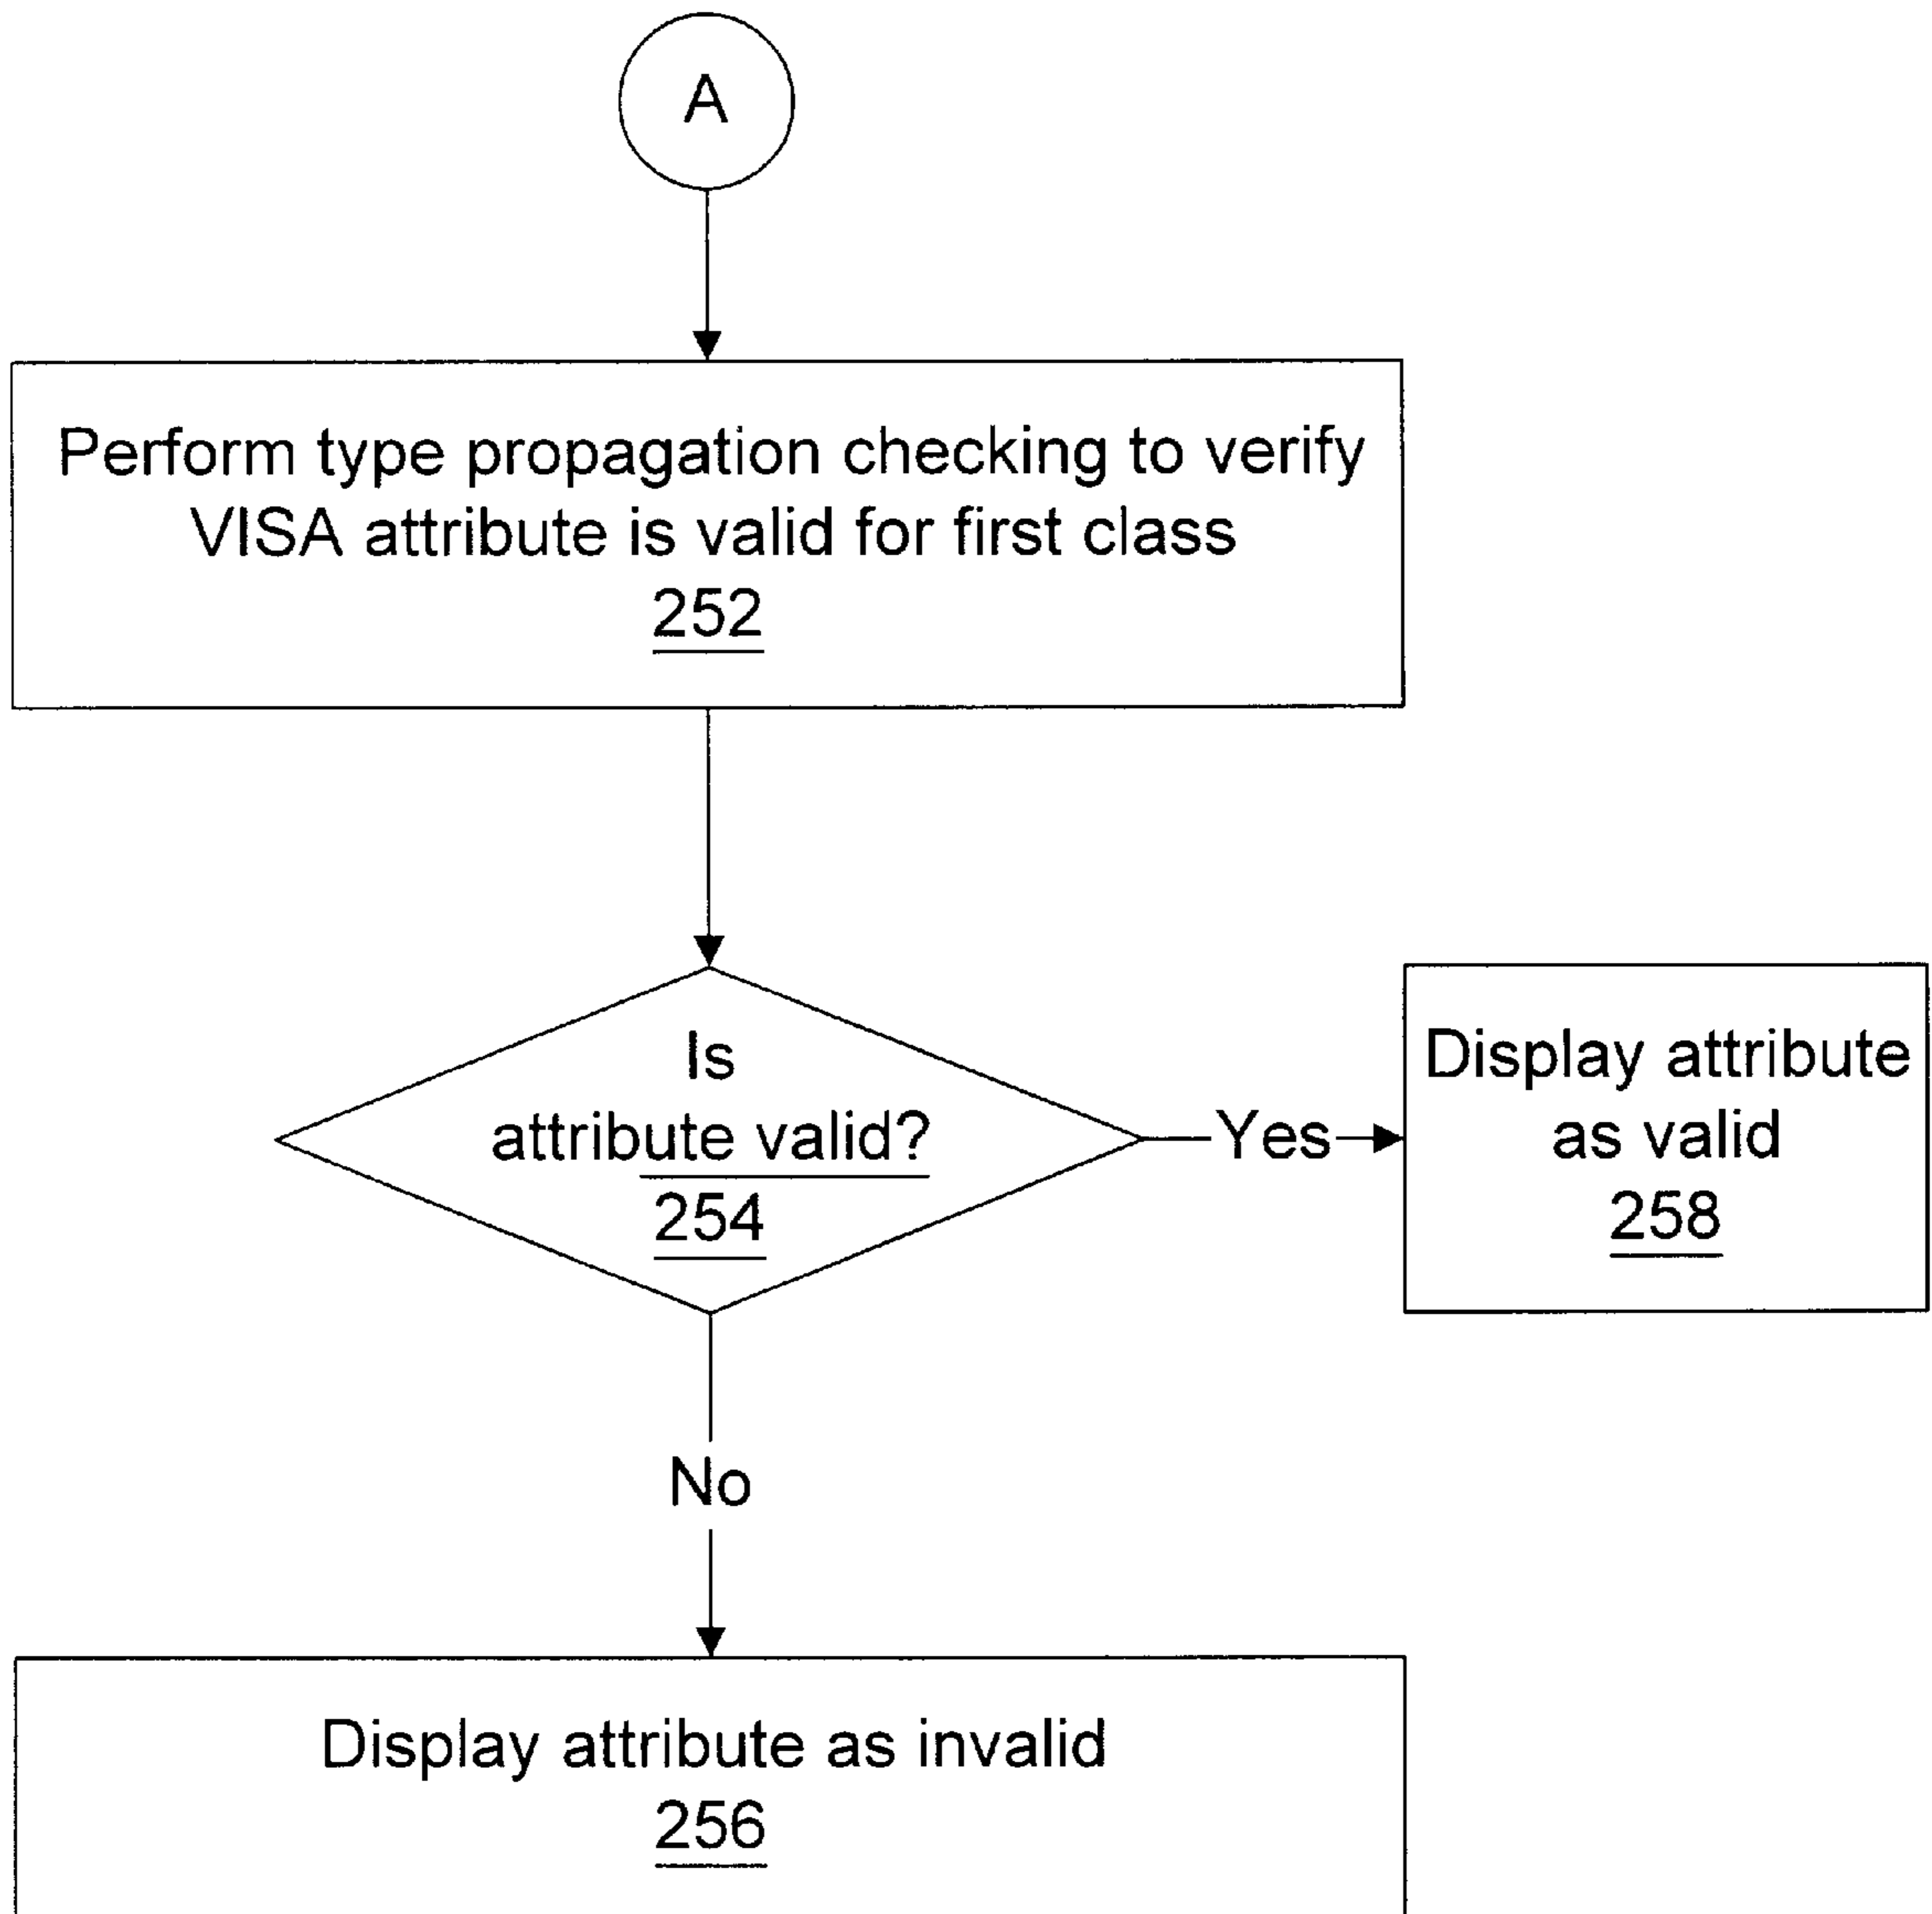 A
Perform type propagation checking to verify
VISA attribute is valid for first class
252
Is
attribute valid?
254
Yes
Display attribute
as valid
258
No
Display attribute as invalid
256